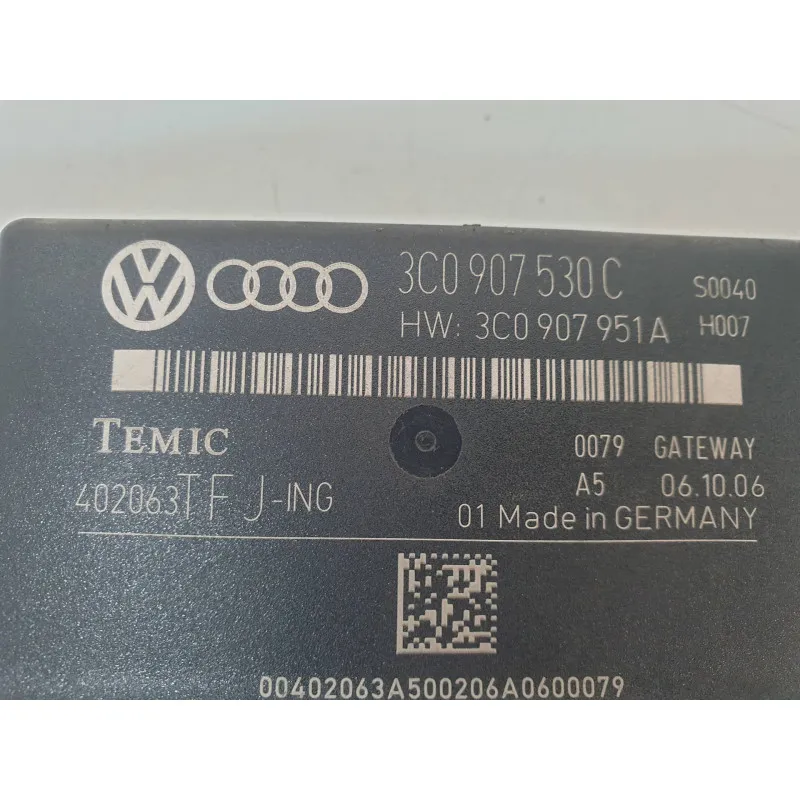 3C0 907 530 C S0040
HW: 3C0 907 951 A H007
TEMIC
0079 GATEWAY
402063TFJ-ING
A5 06.10.06
01 Made in GERMANY
00402063A500206A0600079